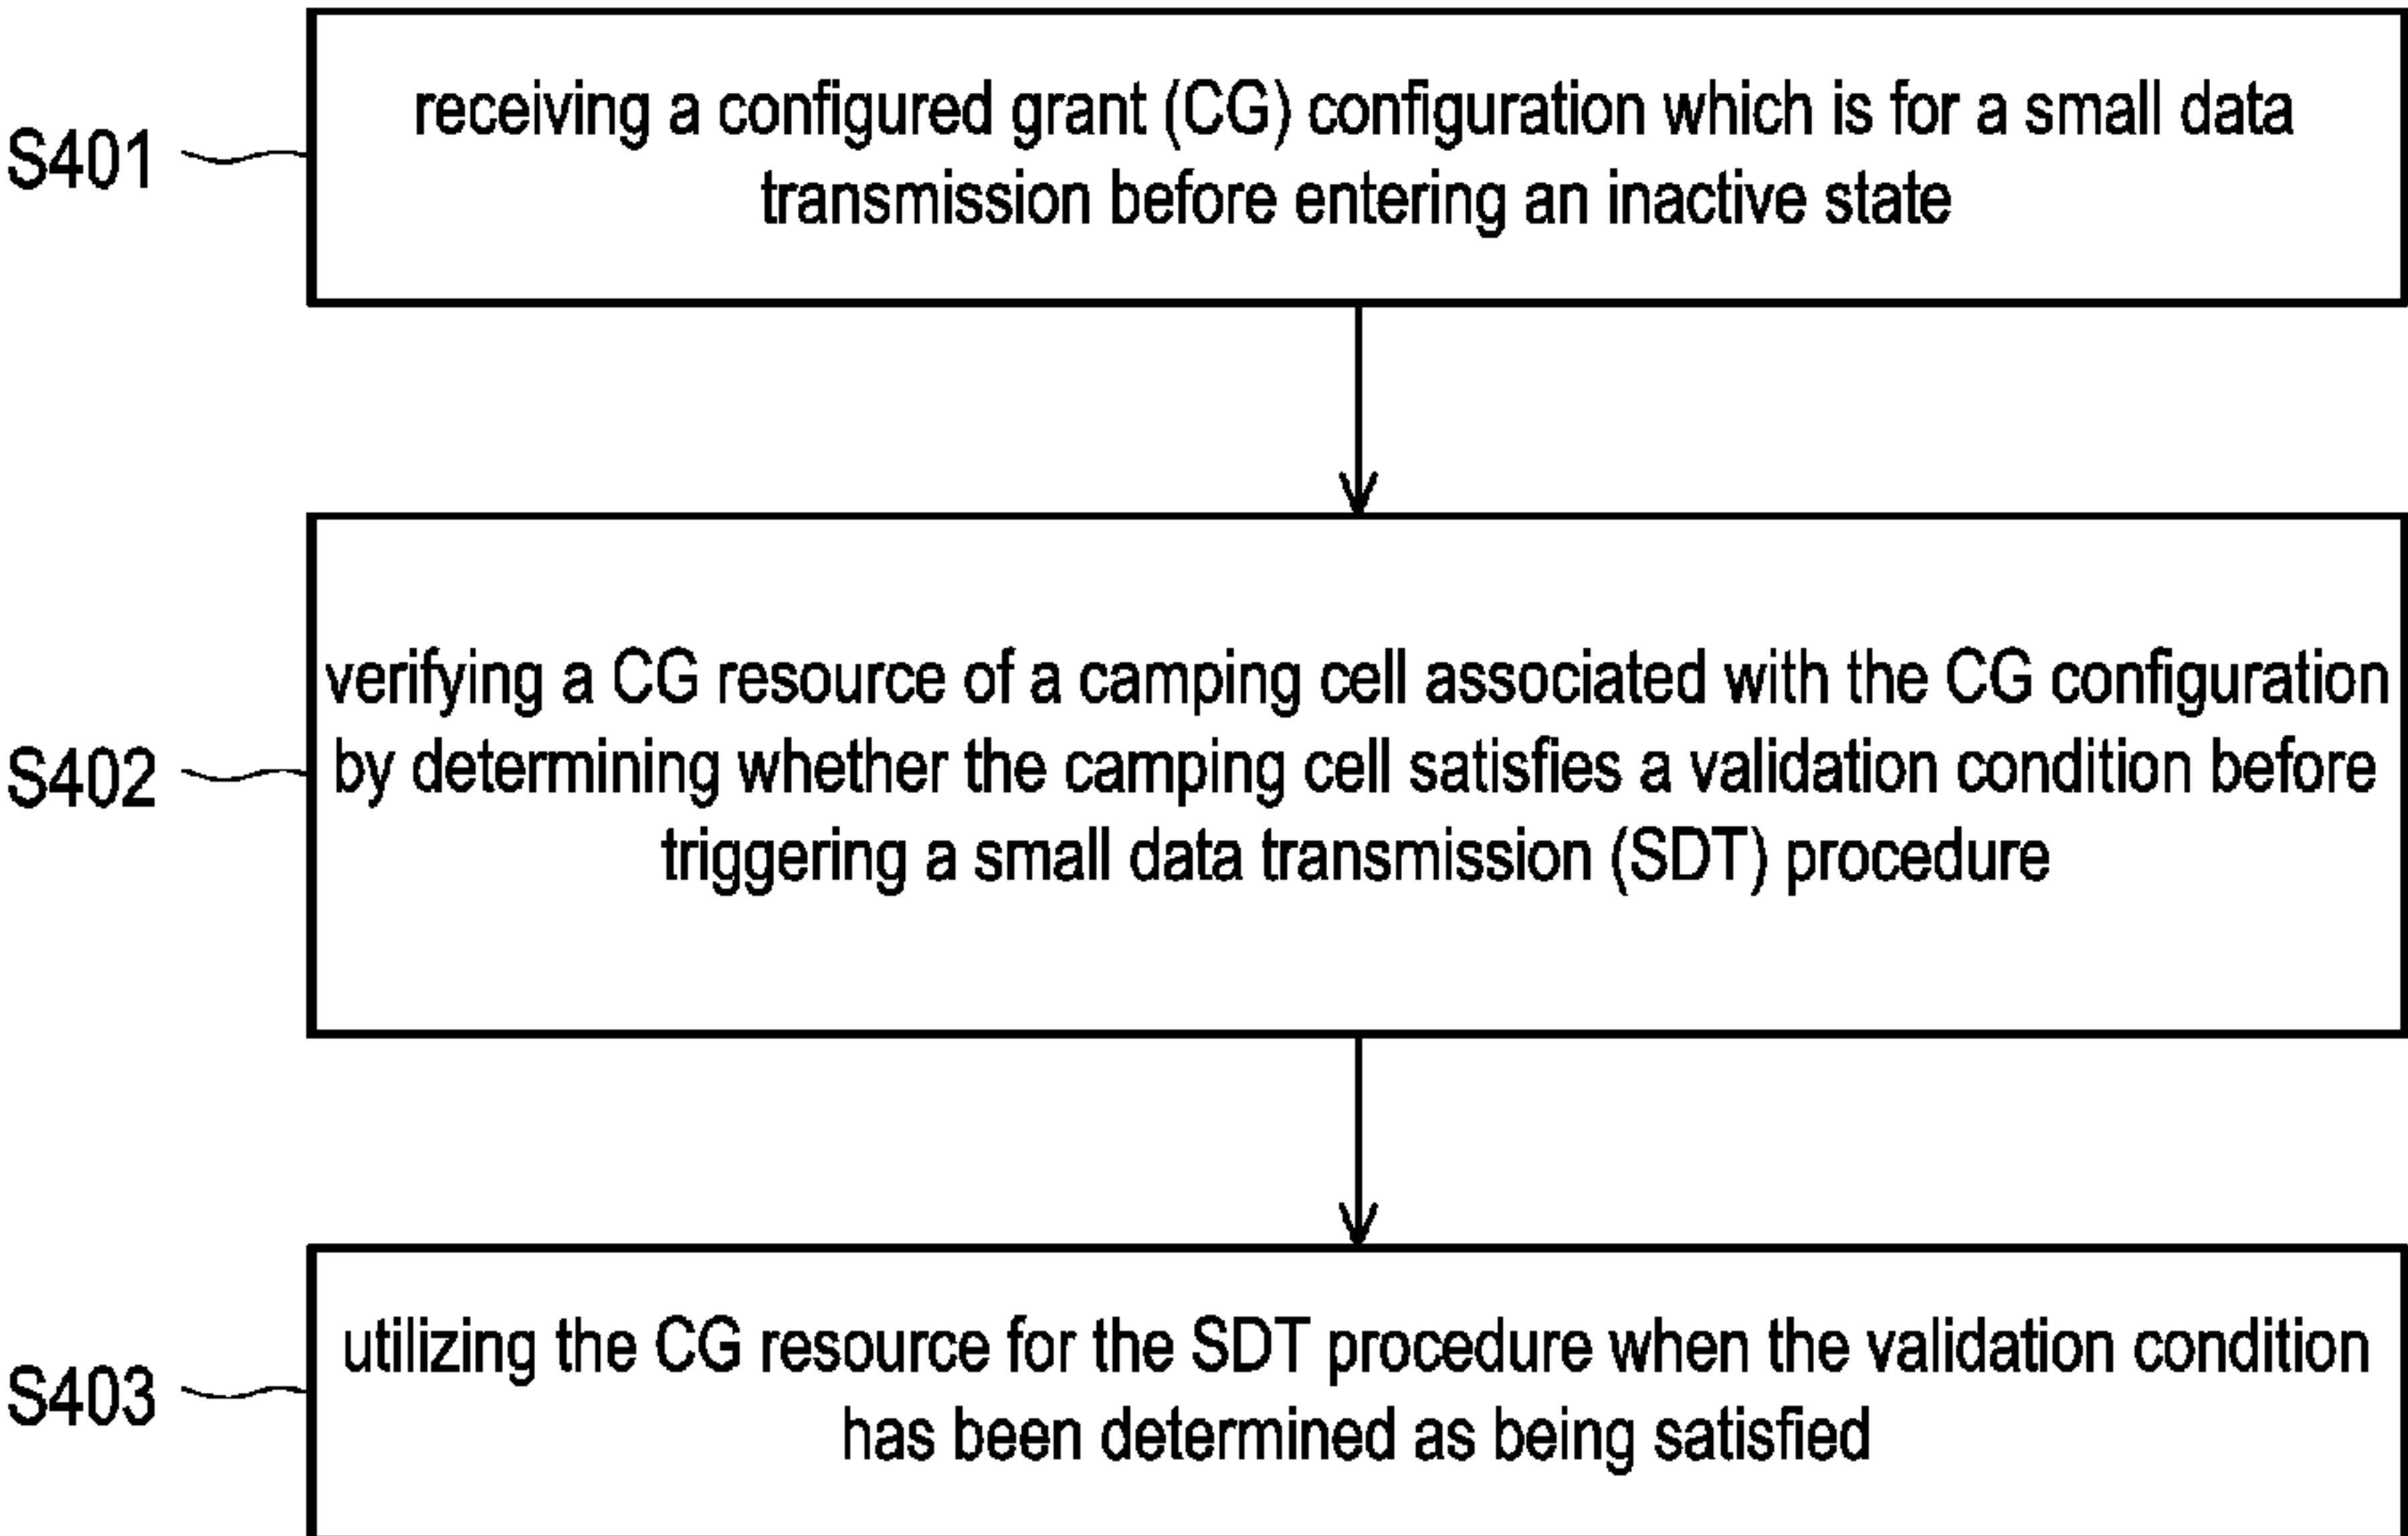 S401
receiving a configured grant (CG) configuration which is for a small data
transmission before entering an inactive state
S402
verifying a CG resource of a camping cell associated with the CG configuration
by determining whether the camping cell satisfies a validation condition before
triggering a small data transmission (SDT) procedure
S403
utilizing the CG resource for the SDT procedure when the validation condition
has been determined as being satisfied